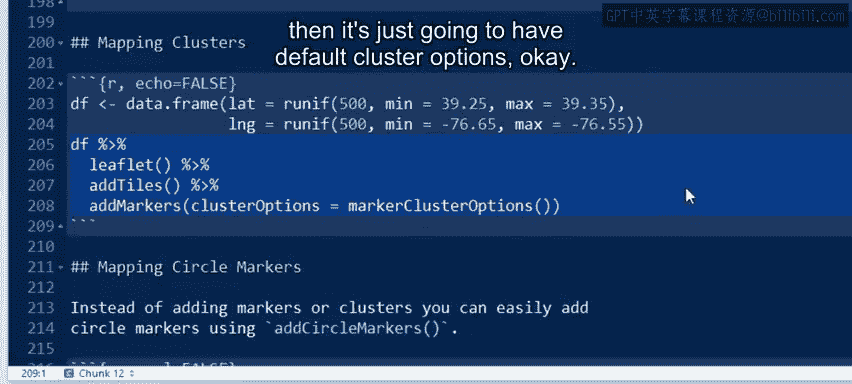 198
GPT中英字幕课程资源@bilibili.com
199
then it's just going to have
default cluster options, okay.
200 ## Mapping Clusters
201
202 ```{r, echo=FALSE}
203 df <- data.frame(lat = runif(500, min = 39.25, max = 39.35),
204 lng = runif(500, min = -76.65, max = -76.55))
205 df %>%
206 leaflet() %>%
207 addTiles() %>%
208 addMarkers(clusterOptions = markerClusterOptions())
209 ```
210
211 ## Mapping Circle Markers
212
213 Instead of adding markers or clusters you can easily add
214 circle markers using `addCircleMarkers()`.
215
209:1 Chunk 12